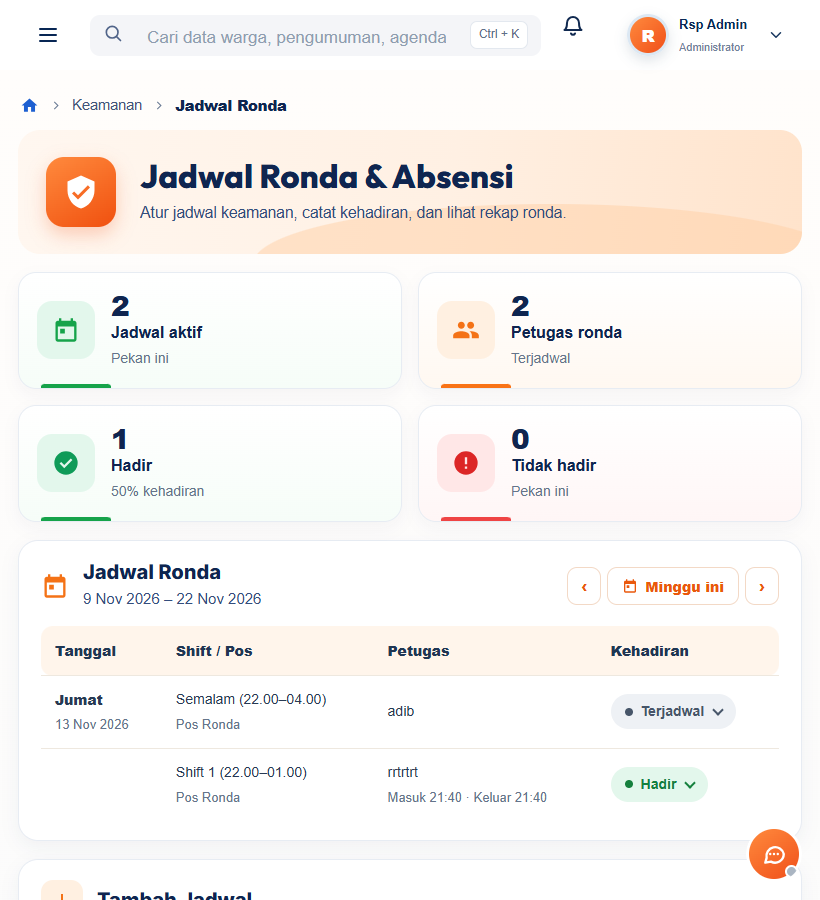 Cari data warga, pengumuman, agenda
Ctrl + K
R
Rsp Admin
Administrator
Keamanan
Jadwal Ronda
Jadwal Ronda & Absensi
Atur jadwal keamanan, catat kehadiran, dan lihat rekap ronda.
2
Jadwal aktif
Pekan ini
2
Petugas ronda
Terjadwal
1
Hadir
50% kehadiran
0
Tidak hadir
Pekan ini
Jadwal Ronda
9 Nov 2026 – 22 Nov 2026
‹
Minggu ini
›
Tanggal Shift / Pos Petugas Kehadiran
Jumat
13 Nov 2026
Semalam (22.00–04.00)
Pos Ronda
adib
Terjadwal
Shift 1 (22.00–01.00)
Pos Ronda
rrtrtrt
Masuk 21:40 · Keluar 21:40
Hadir
Tambah Jadwal